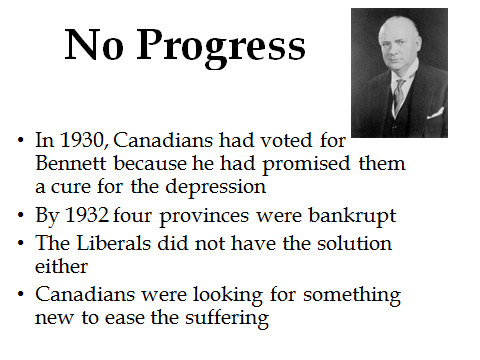 No Progress
• In 1930, Canadians had voted for
Bennett because he had promised them
a cure for the depression
• By 1932 four provinces were bankrupt
• The Liberals did not have the solution
either
• Canadians were looking for something
new to ease the suffering